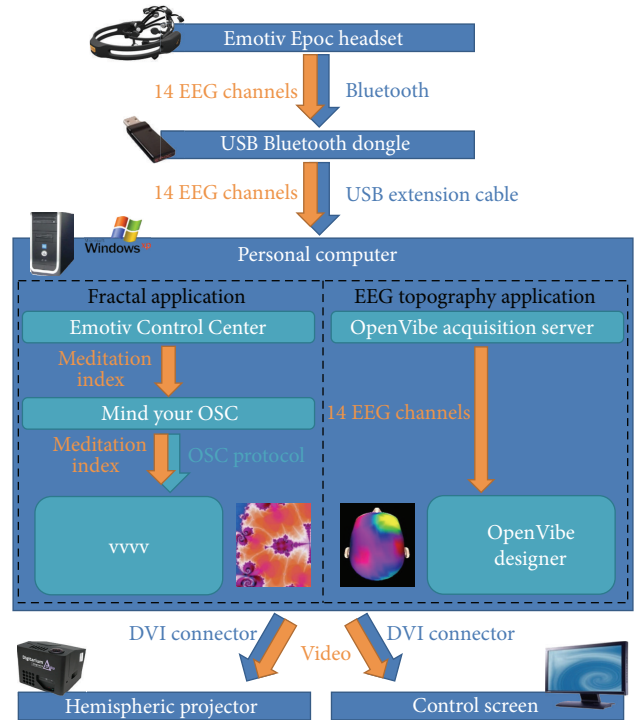 Emotiv Epoc headset
14 EEG channels
Bluetooth
USB Bluetooth dongle
14 EEG channels
USB extension cable
Windows
Personal computer
Fractal application
EEG topography application
Emotiv Control Center
OpenVibe acquisition server
Meditation
index
Mind your OSC
14 EEG channels
Meditation
index
OSC protocol
vvvv
OpenVibe
designer
DVI connector
Video
DVI connector
Digitarium
Hemispheric projector
Control screen